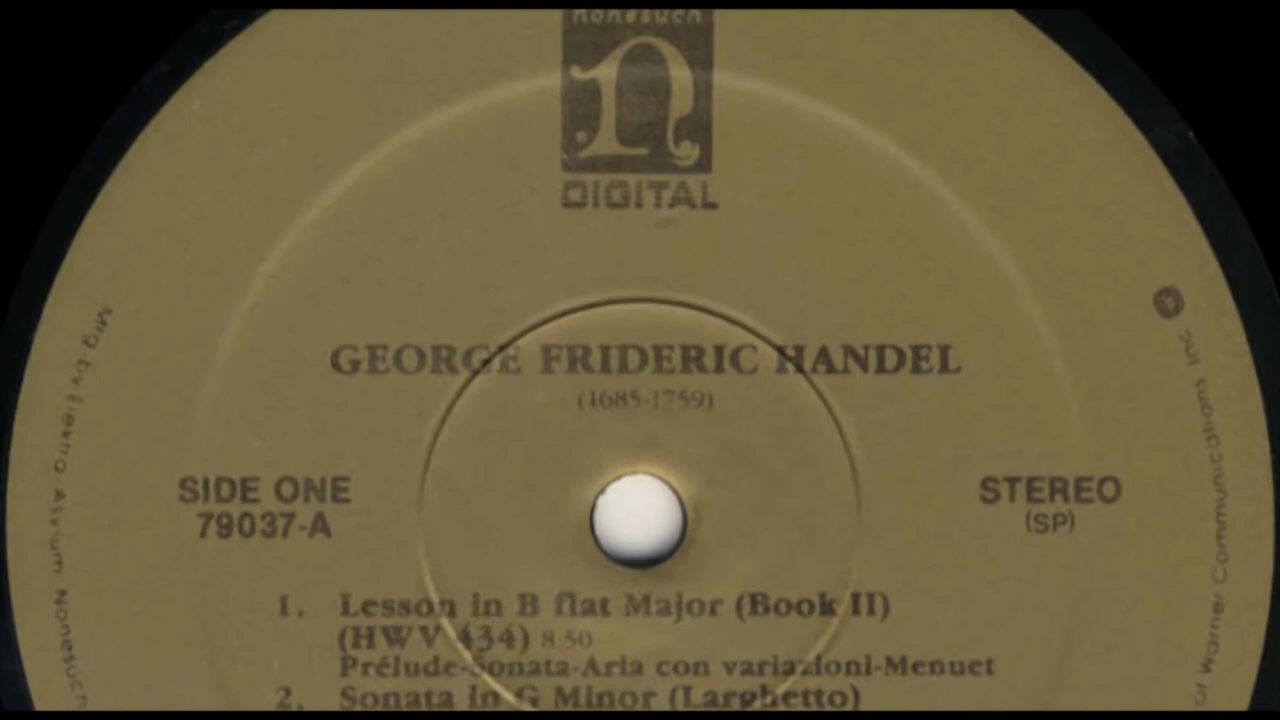 nonesuch
n
DIGITAL
GEORGE FRIDERIC HANDEL
(1685-1759)
SIDE ONE
79037-A
STEREO
(SP)
1. Lesson in B flat Major (Book II)
(HWV 434) 8:50
Prélude-Sonata-Aria con variazioni-Menuet
2. Sonata in G Minor (Larghetto)
Mfg by Elektra/Asylum/Nonesuch
of Warner Communications Inc.